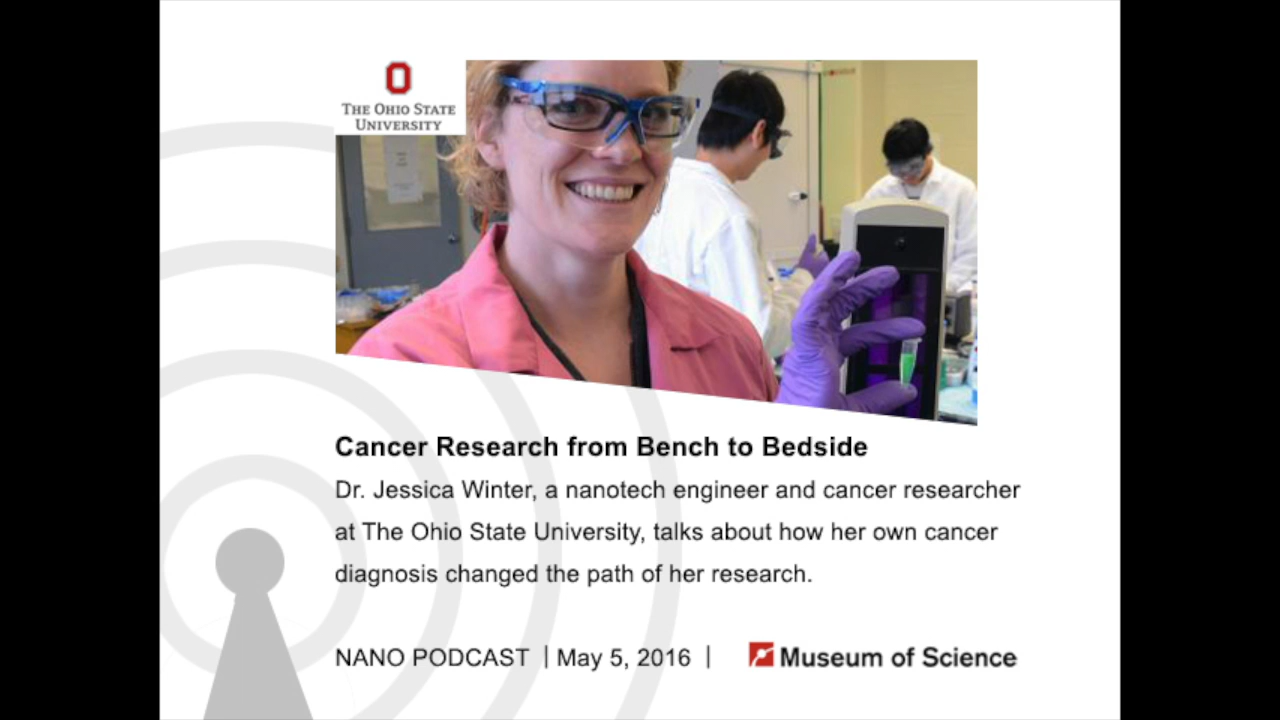 THE OHIO STATE
UNIVERSITY
Cancer Research from Bench to Bedside
Dr. Jessica Winter, a nanotech engineer and cancer researcher
at The Ohio State University, talks about how her own cancer
diagnosis changed the path of her research.
NANO PODCAST | May 5, 2016 | Museum of Science